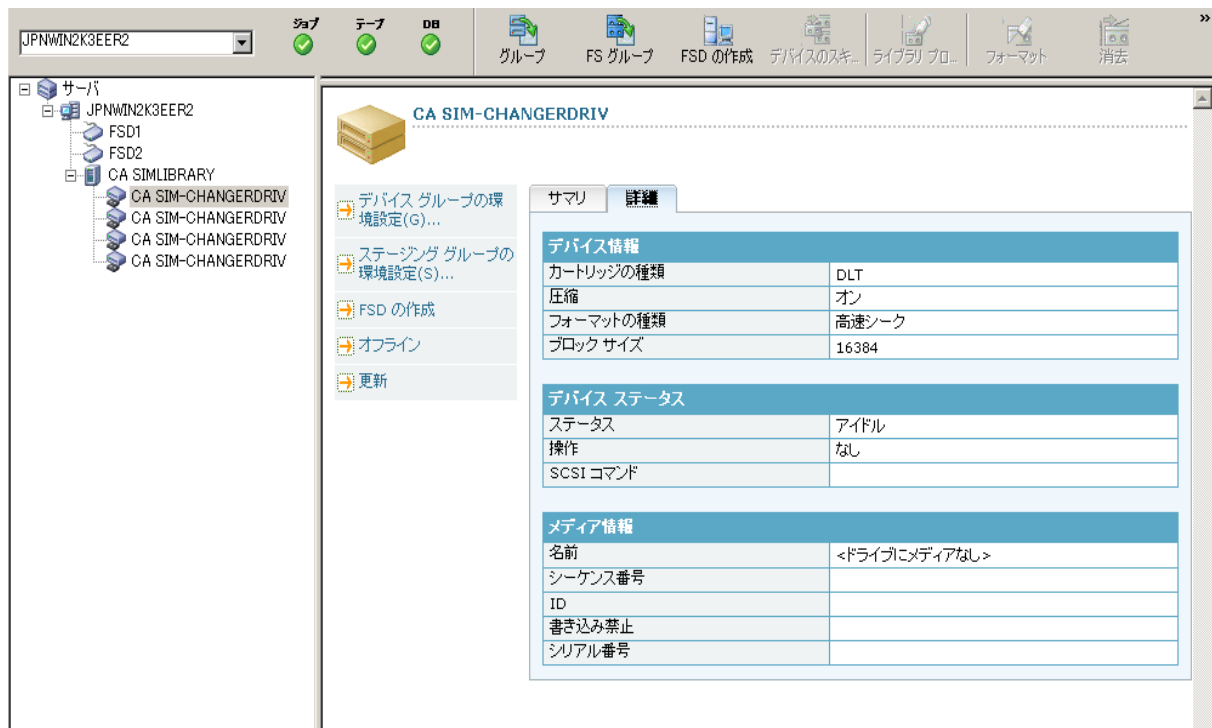 JPNWIN2K3EER2
ジョブ
テープ
DB
グループ
FS グループ
FSD の作成
デバイスのスキ...
ライブラリ プロ...
フォーマット
消去
»
サーバ
JPNWIN2K3EER2
FSD1
FSD2
CA SIMLIBRARY
CA SIM-CHANGERDRIV
CA SIM-CHANGERDRIV
CA SIM-CHANGERDRIV
CA SIM-CHANGERDRIV
CA SIM-CHANGERDRIV
デバイス グループの環
境設定(G)...
ステージング グループの
環境設定(S)...
FSD の作成
オフライン
更新
サマリ 詳細
デバイス情報
カートリッジの種類 DLT
圧縮 オン
フォーマットの種類 高速シーク
ブロック サイズ 16384
デバイス ステータス
ステータス アイドル
操作 なし
SCSI コマンド
メディア情報
名前 <ドライブにメディアなし>
シーケンス番号
ID
書き込み禁止
シリアル番号